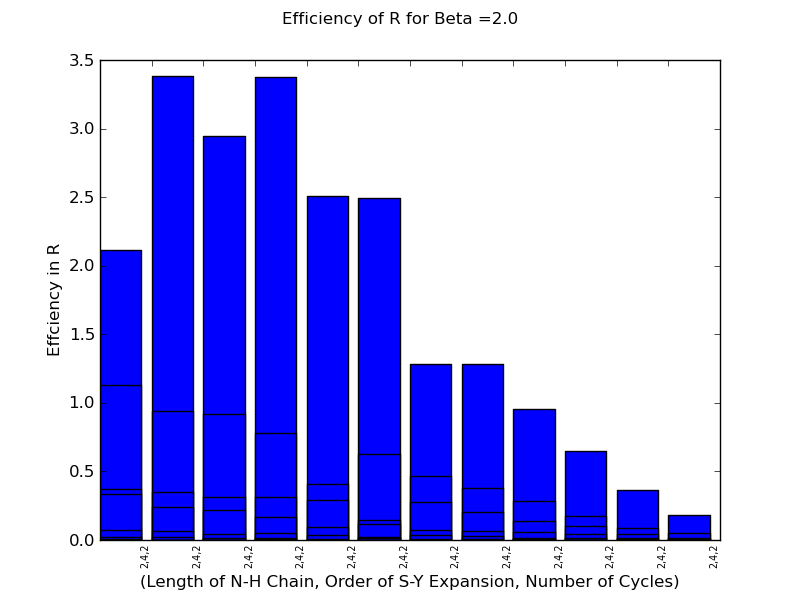 Efficiency of R for Beta =2.0
3.5
3.0
2.5
2.0
1.5
1.0
0.5
0.0
Effciency in R
2,4,2 2,4,2 2,4,2 2,4,2 2,4,2 2,4,2 2,4,2 2,4,2 2,4,2 2,4,2 2,4,2 2,4,2
(Length of N-H Chain, Order of S-Y Expansion, Number of Cycles)